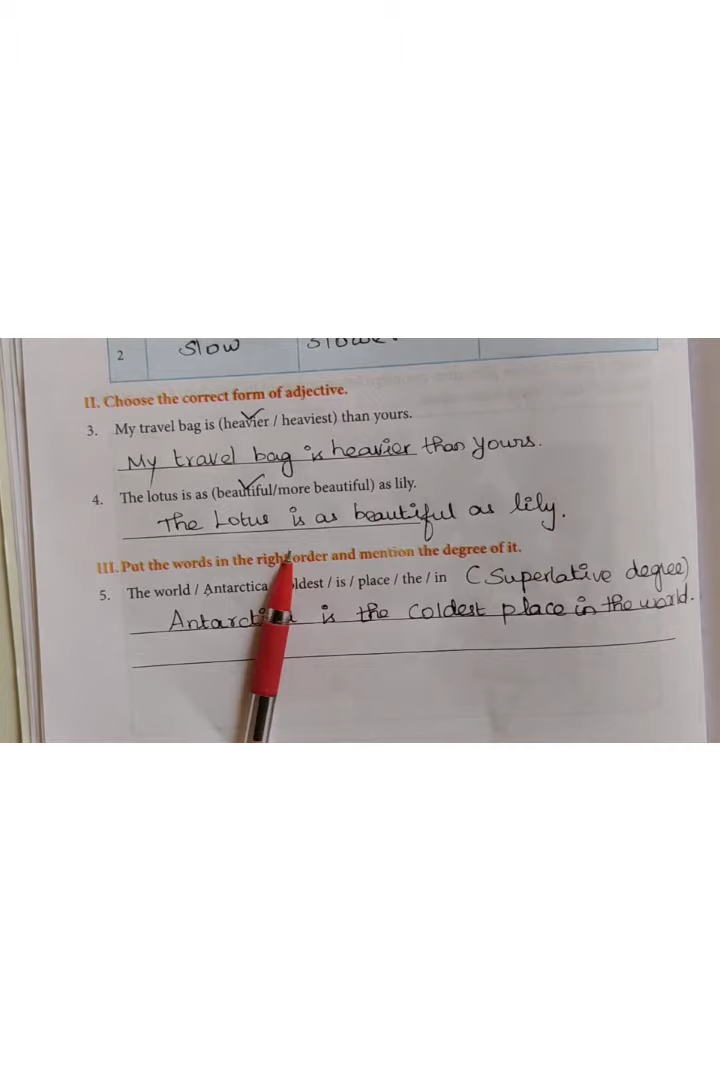 2 slow
II. Choose the correct form of adjective.
3. My travel bag is (heavier / heaviest) than yours.
My travel bag is heavier than yours.
4. The lotus is as (beautiful/more beautiful) as lily.
The Lotus is as beautiful as lily.
III. Put the words in the right order and mention the degree of it.
5. The world / Antarctica / is / place / the / in (Superlative degree)
is the coldest place in the world.